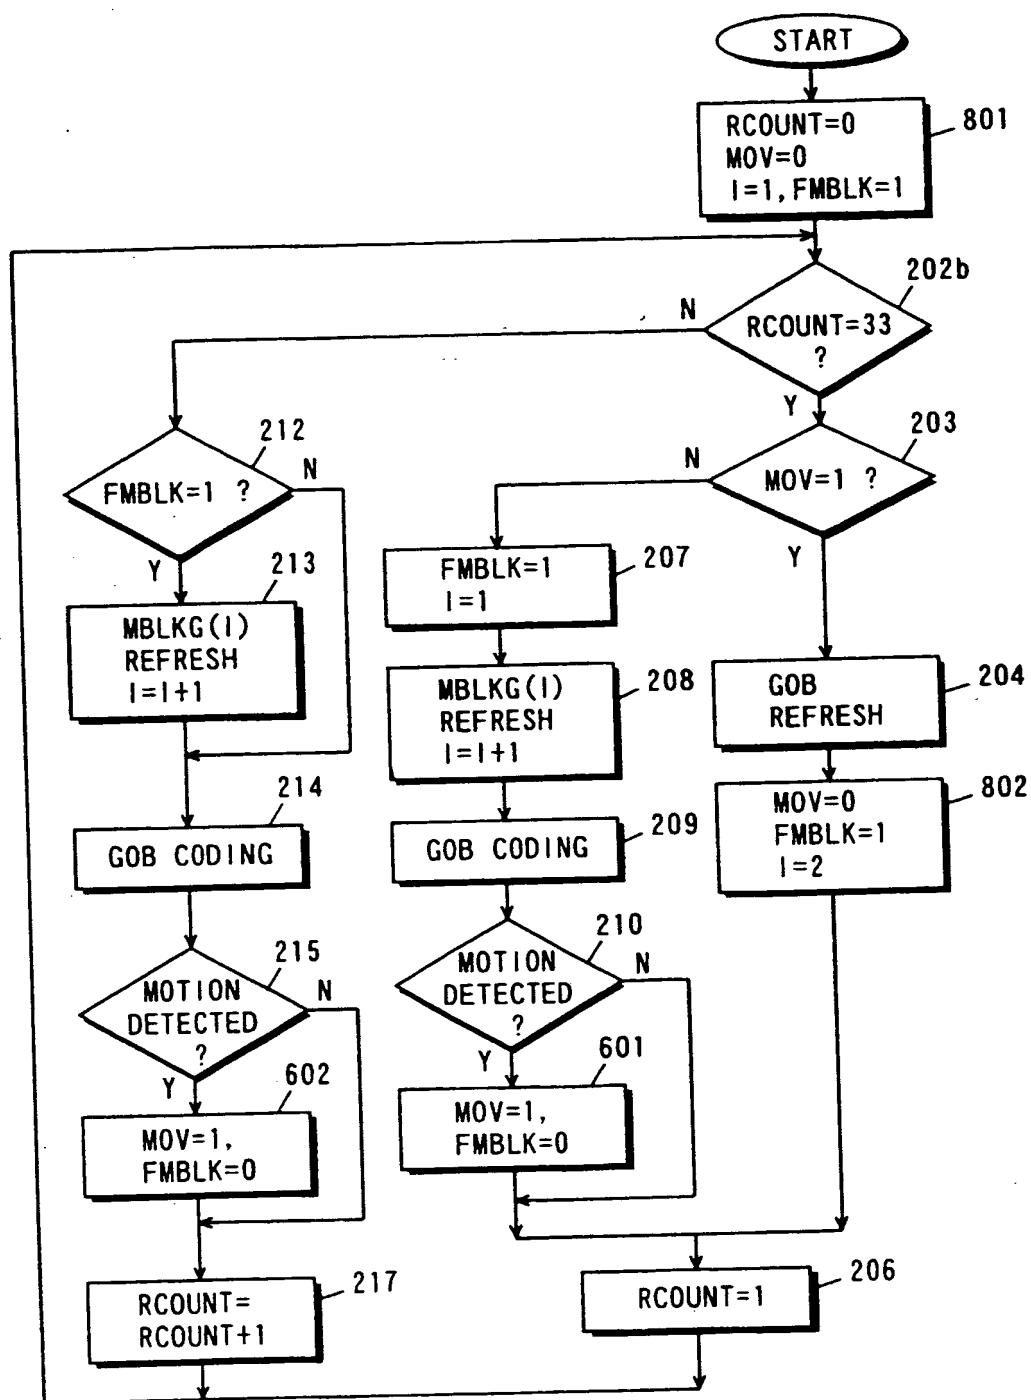 START
801
RCOUNT=0
MOV=0
I=1, FMBLK=1
202b
N
RCOUNT=33
?
Y
203
N
MOV=1 ?
Y
212
N
FMBLK=1 ?
Y
213
MBLKG(I)
REFRESH
I=I+1
214
GOB CODING
215
MOTION
DETECTED
?
N
Y
602
MOV=1,
FMBLK=0
217
RCOUNT=
RCOUNT+1
207
FMBLK=1
I=1
208
MBLKG(I)
REFRESH
I=I+1
209
GOB CODING
210
MOTION
DETECTED
?
N
Y
601
MOV=1,
FMBLK=0
204
GOB
REFRESH
802
MOV=0
FMBLK=1
I=2
206
RCOUNT=1